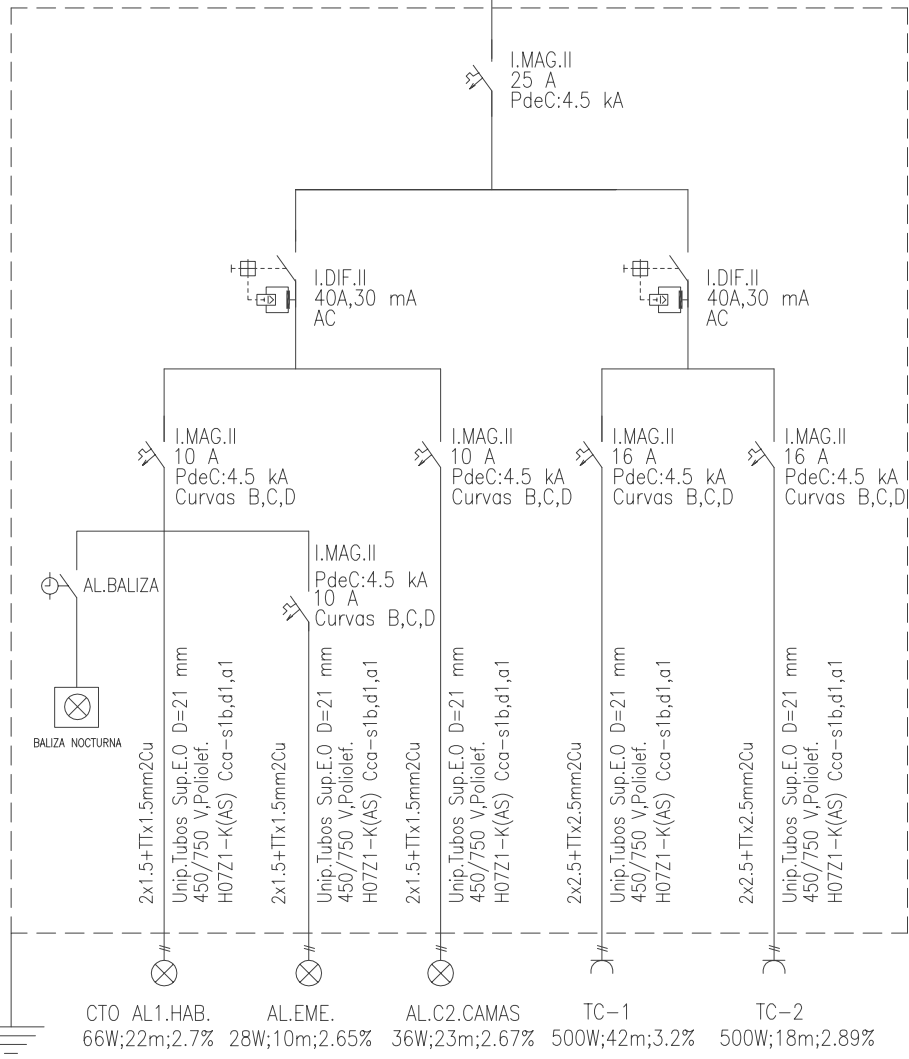 I.MAG.II
25 A
PdeC:4.5 kA
I.DIF.II
40A,30 mA
AC
I.DIF.II
40A,30 mA
AC
I.MAG.II
10 A
PdeC:4.5 kA
Curvas B,C,D
I.MAG.II
10 A
PdeC:4.5 kA
Curvas B,C,D
I.MAG.II
16 A
PdeC:4.5 kA
Curvas B,C,D
I.MAG.II
16 A
PdeC:4.5 kA
Curvas B,C,D
AL.BALIZA
I.MAG.II
PdeC:4.5 kA
10 A
Curvas B,C,D
BALIZA NOCTURNA
2x1.5+TTx1.5mm2Cu
Unip.Tubos Sup.E.O D=21 mm
450/750 V,Poliolef.
H07Z1-K(AS) Cca-s1b,d1,a1
2x1.5+TTx1.5mm2Cu
Unip.Tubos Sup.E.O D=21 mm
450/750 V,Poliolef.
H07Z1-K(AS) Cca-s1b,d1,a1
2x1.5+TTx1.5mm2Cu
Unip.Tubos Sup.E.O D=21 mm
450/750 V,Poliolef.
H07Z1-K(AS) Cca-s1b,d1,a1
2x2.5+TTx2.5mm2Cu
Unip.Tubos Sup.E.O D=21 mm
450/750 V,Poliolef.
H07Z1-K(AS) Cca-s1b,d1,a1
2x2.5+TTx2.5mm2Cu
Unip.Tubos Sup.E.O D=21 mm
450/750 V,Poliolef.
H07Z1-K(AS) Cca-s1b,d1,a1
CTO AL1.HAB.
66W;22m;2.7%
AL.EME.
28W;10m;2.65%
AL.C2.CAMAS
36W;23m;2.67%
TC-1
500W;42m;3.2%
TC-2
500W;18m;2.89%